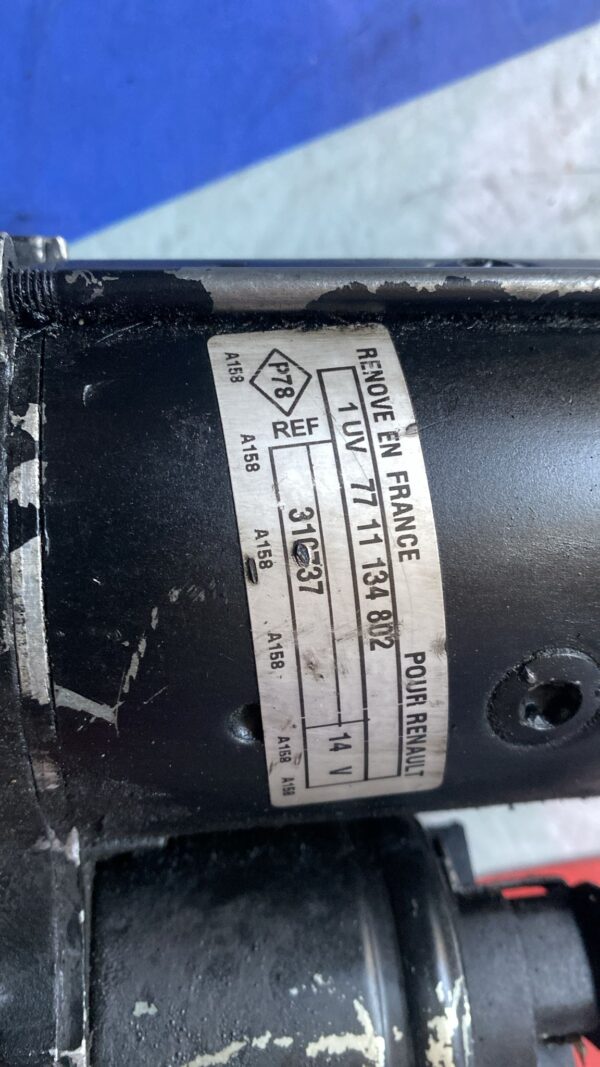 RENOVE EN FRANCE POUR RENAULT
1 UV 77 11 134 802
P78
REF
14 V
A158 A158 A158 A158 A158 A158